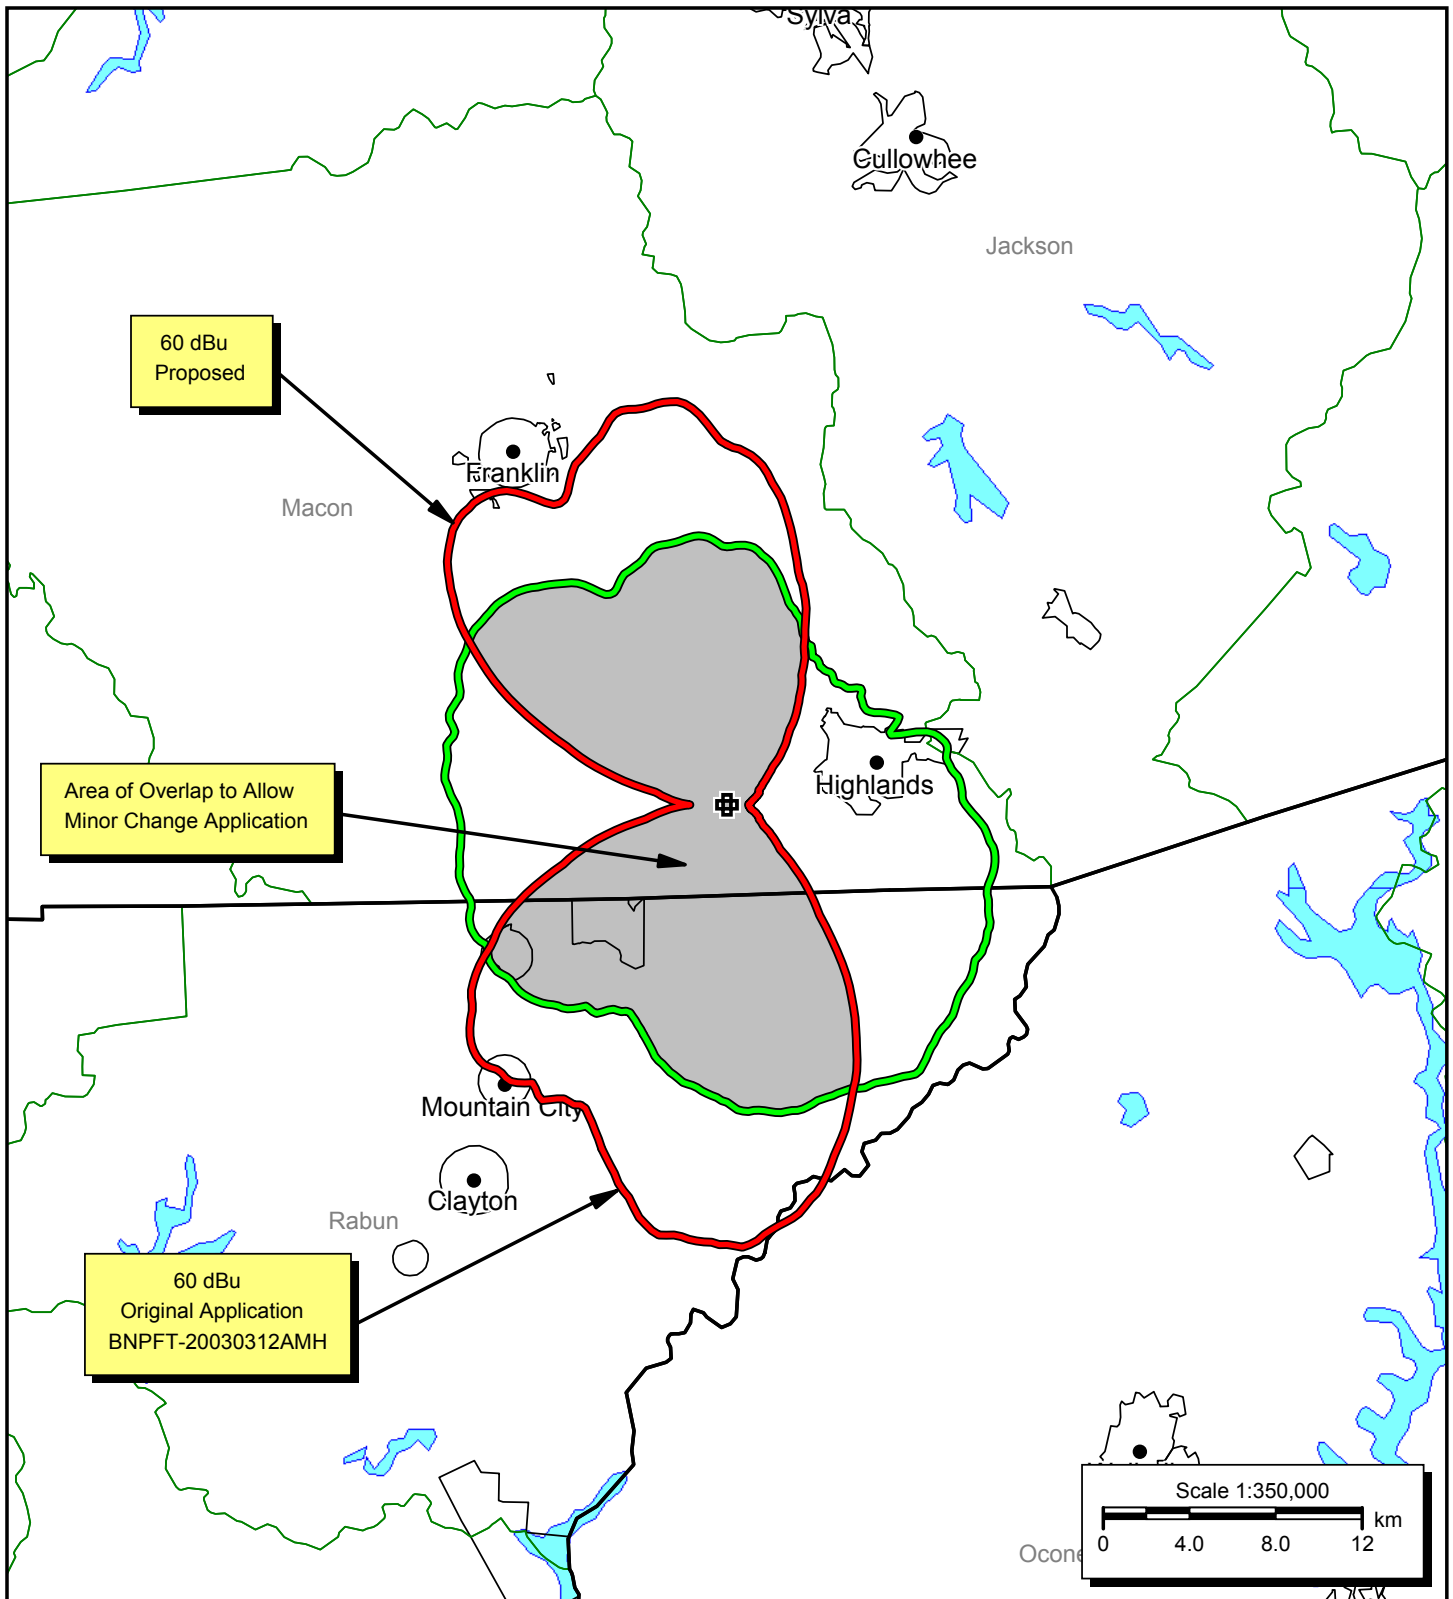 Sylva
Cullowhee
Jackson
60 dBu
Proposed
Franklin
Macon
Area of Overlap to Allow
Minor Change Application
Highlands
Mountain City
Clayton
Rabun
60 dBu
Original Application
BNPFT-20030312AMH
Scale 1:350,000
km
0 4.0 8.0 12
Ocone